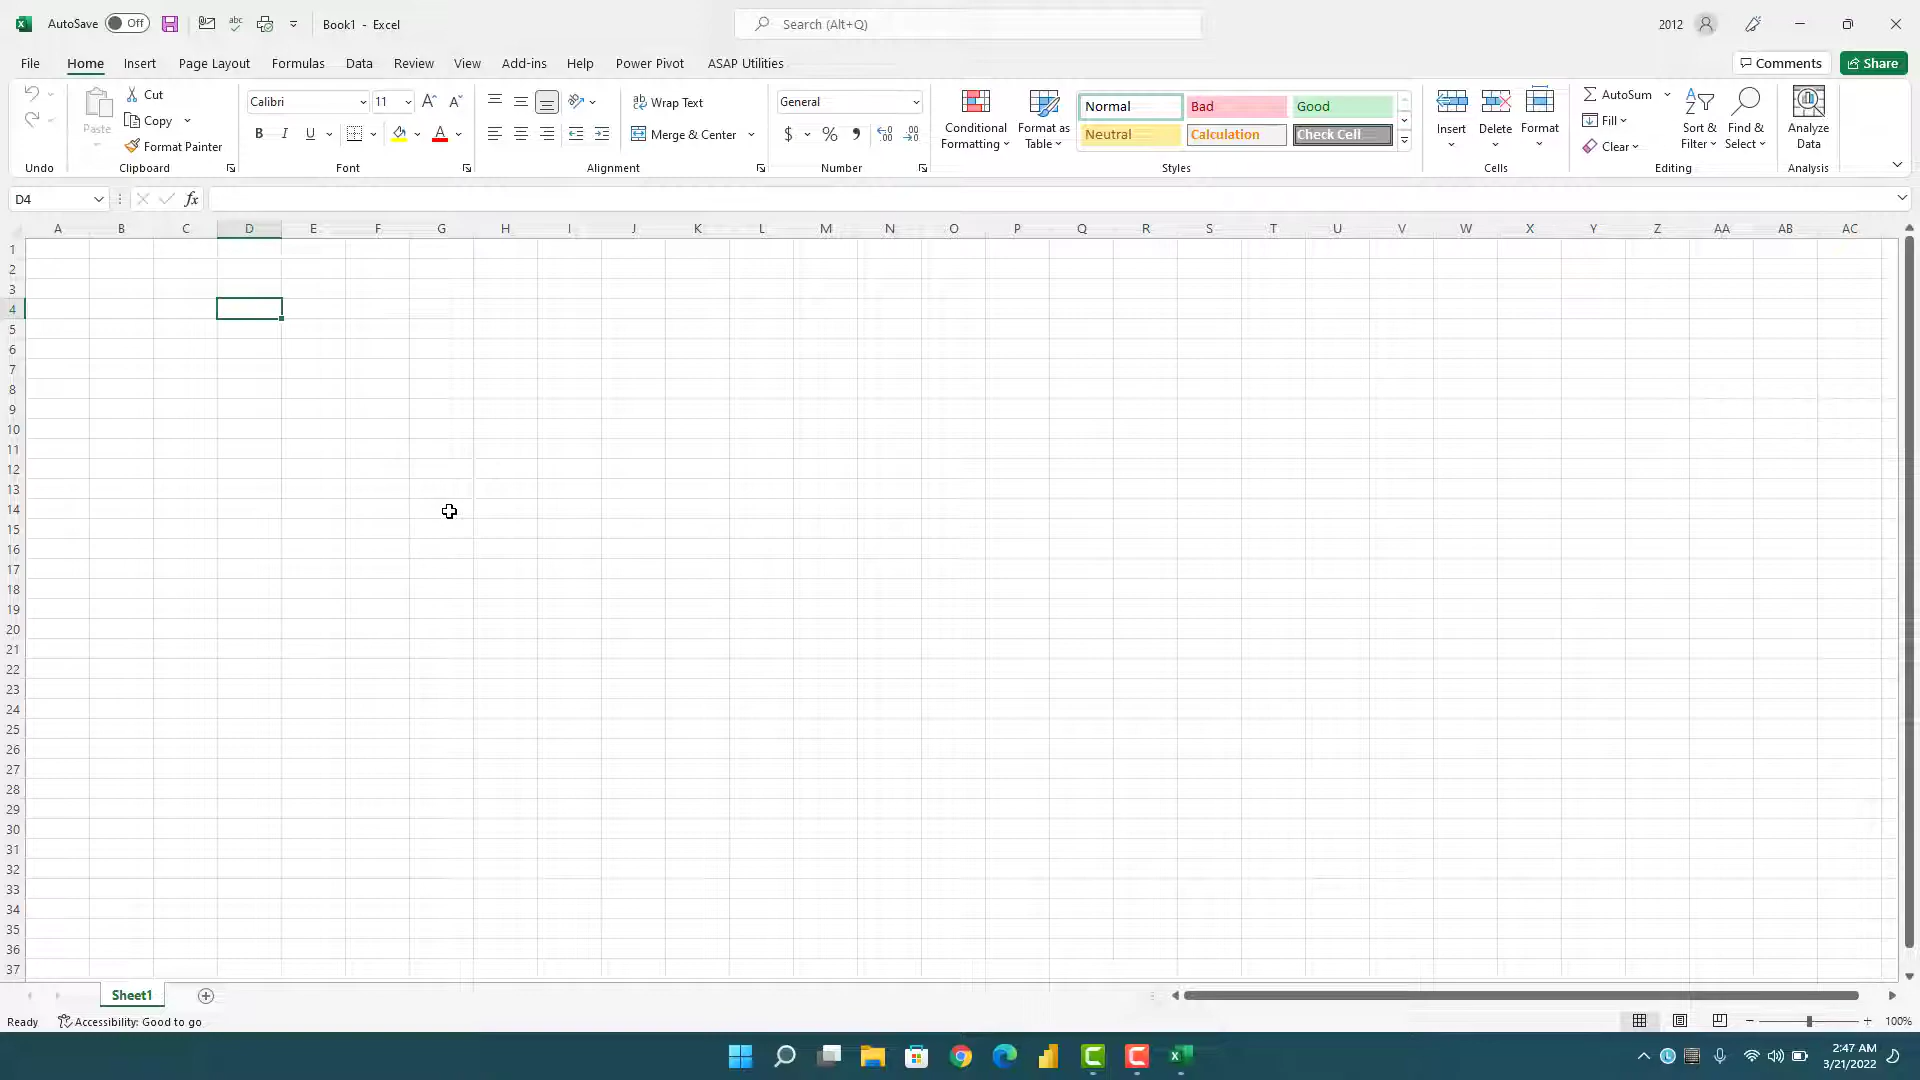 AutoSave Off abc Book1 - Excel Search (Alt+Q) 2012
File Home Insert Page Layout Formulas Data Review View Add-ins Help Power Pivot ASAP Utilities Comments Share
Undo
Paste Cut
Copy
Format Painter
Clipboard
Calibri 11 A A
B I U A
Font
ab Wrap Text
Merge & Center
Alignment
General
$ % 9 .00 .00
Number
Conditional Formatting
Format as Table
Normal Bad Good
Neutral Calculation Check Cell
Styles
Insert Delete Format
Cells
AutoSum
Fill
Clear
Sort & Filter
Find & Select
Editing
Analyze Data
Analysis
D4 fx
A B C D E F G H I J K L M N O P Q R S T U V W X Y Z AA AB AC
1
2
3
4
5
6
7
8
9
10
11
12
13
14
15
16
17
18
19
20
21
22
23
24
25
26
27
28
29
30
31
32
33
34
35
36
37
Sheet1
Ready Accessibility: Good to go 100%
2:47 AM
3/21/2022